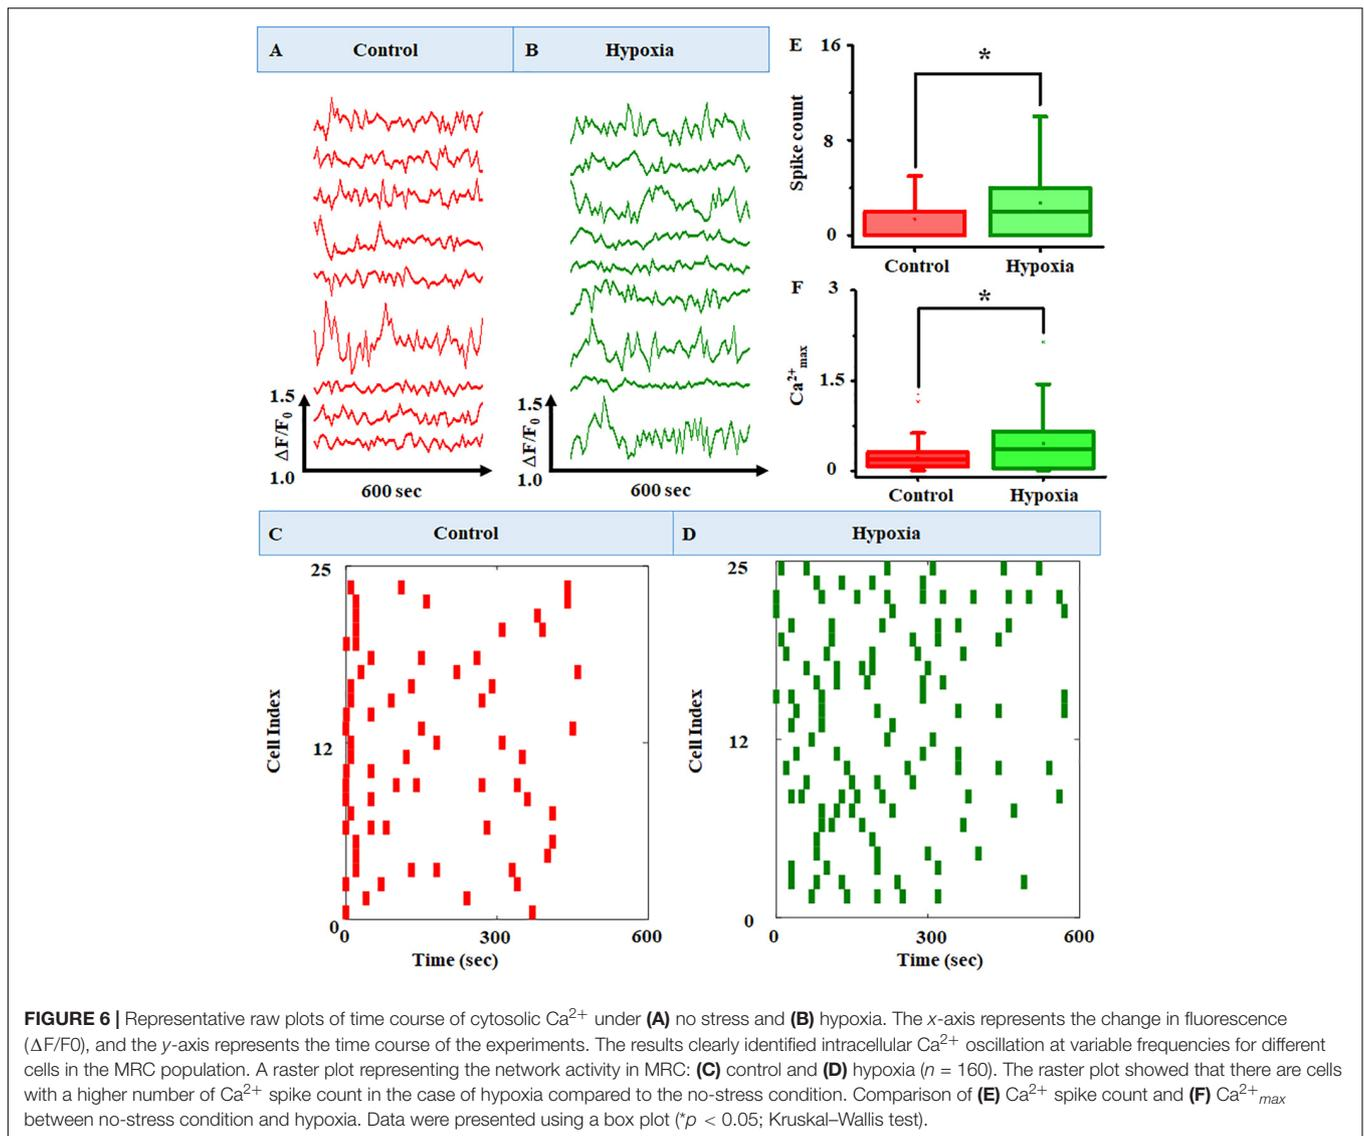 A Control B Hypoxia
1.5
ΔF/F0
1.0
600 sec
1.5
ΔF/F0
1.0
600 sec
E
16
8
0
Spike count
*
Control Hypoxia
F
3
1.5
0
Ca2+max
*
Control Hypoxia
C Control D Hypoxia
25
12
0
Cell Index
0 300 600
Time (sec)
25
12
0
Cell Index
0 300 600
Time (sec)
FIGURE 6 | Representative raw plots of time course of cytosolic Ca2+ under (A) no stress and (B) hypoxia. The x-axis represents the change in fluorescence
(ΔF/F0), and the y-axis represents the time course of the experiments. The results clearly identified intracellular Ca2+ oscillation at variable frequencies for different
cells in the MRC population. A raster plot representing the network activity in MRC: (C) control and (D) hypoxia (n = 160). The raster plot showed that there are cells
with a higher number of Ca2+ spike count in the case of hypoxia compared to the no-stress condition. Comparison of (E) Ca2+ spike count and (F) Ca2+max
between no-stress condition and hypoxia. Data were presented using a box plot (*p < 0.05; Kruskal–Wallis test).